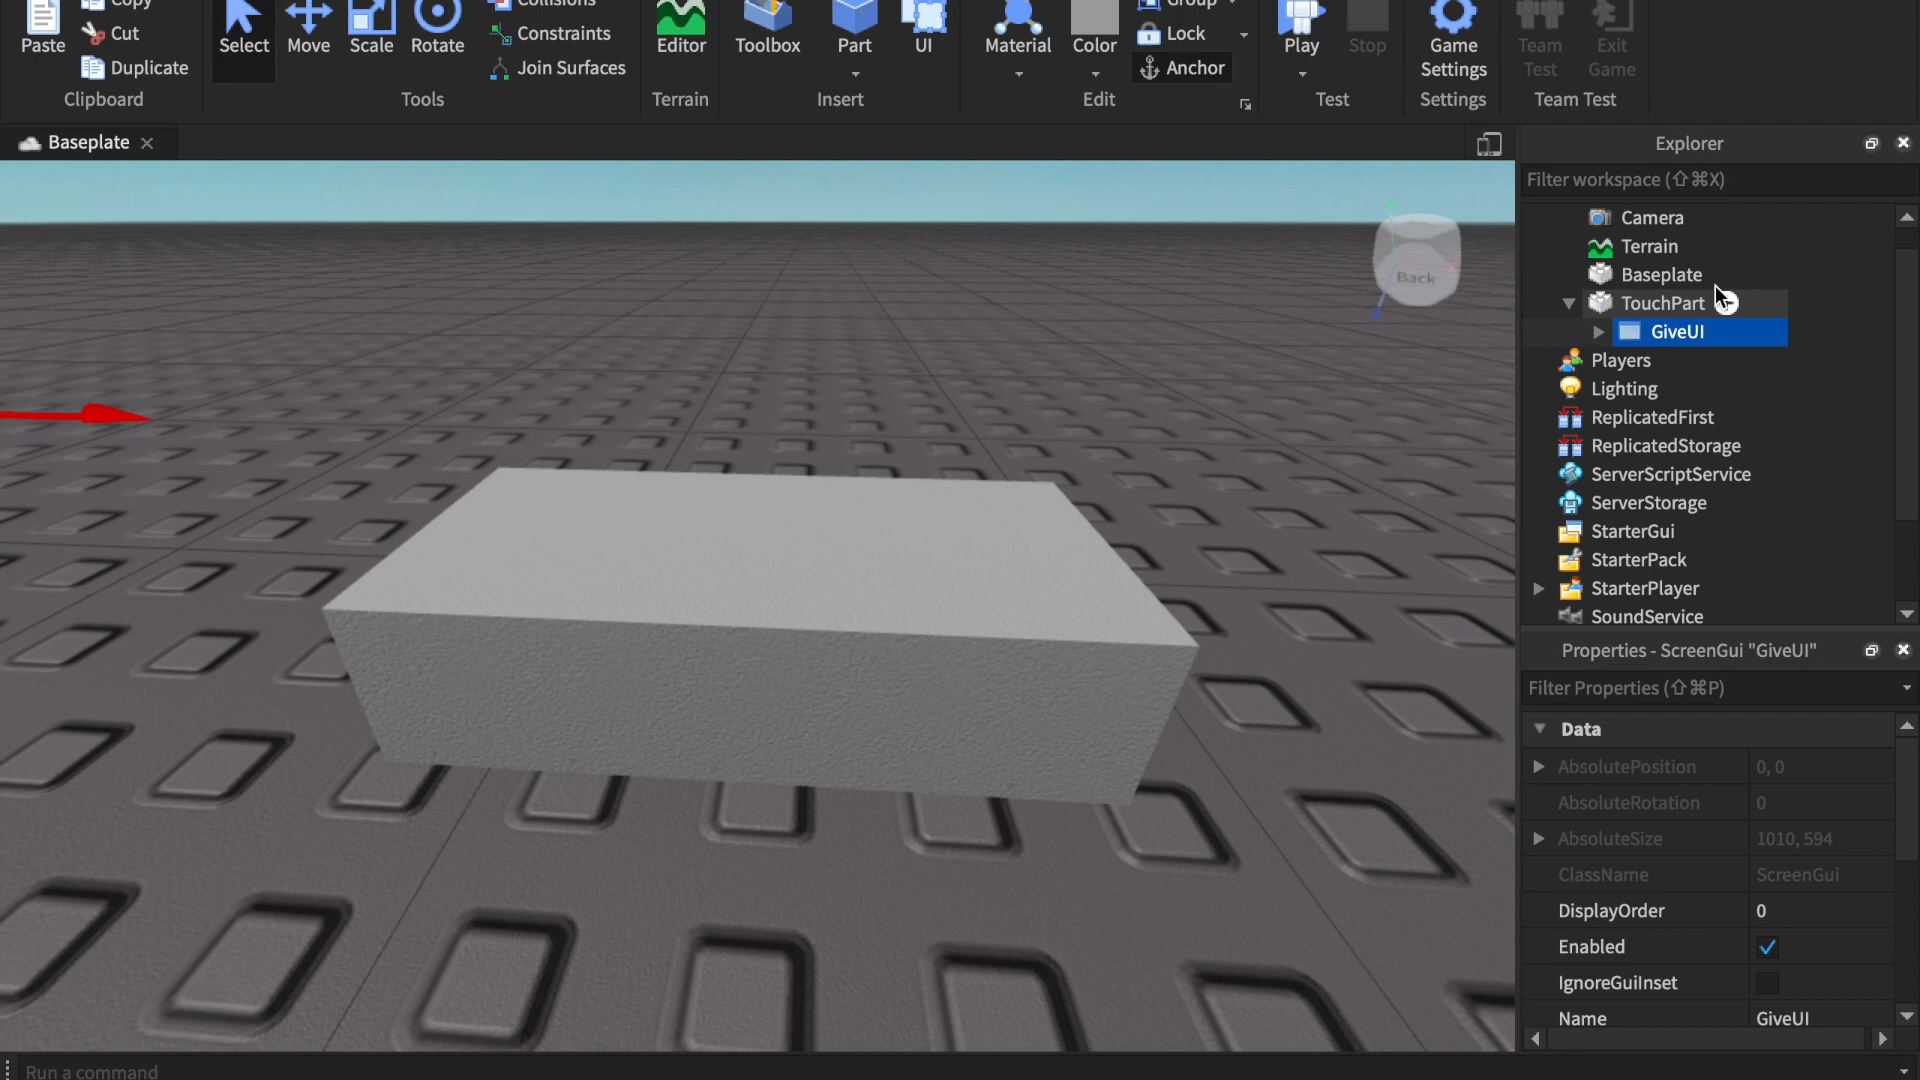 Copy
Collisions
Group
Paste
Cut
Select
Move
Scale
Rotate
Constraints
Editor
Toolbox
Part
UI
Material
Color
Lock
Play
Stop
Game
Settings
Team
Test
Exit
Game
Duplicate
Join Surfaces
Anchor
Clipboard
Tools
Terrain
Insert
Edit
Test
Settings
Team Test
Baseplate
Explorer
Filter workspace (⇧⌘X)
Camera
Terrain
Baseplate
TouchPart
GiveUI
Players
Lighting
ReplicatedFirst
ReplicatedStorage
ServerScriptService
ServerStorage
StarterGui
StarterPack
StarterPlayer
SoundService
Back
Properties - ScreenGui "GiveUI"
Filter Properties (⇧⌘P)
Data
AbsolutePosition 0, 0
AbsoluteRotation 0
AbsoluteSize 1010, 594
ClassName ScreenGui
DisplayOrder 0
Enabled
IgnoreGuiInset
Name GiveUI
Run a command